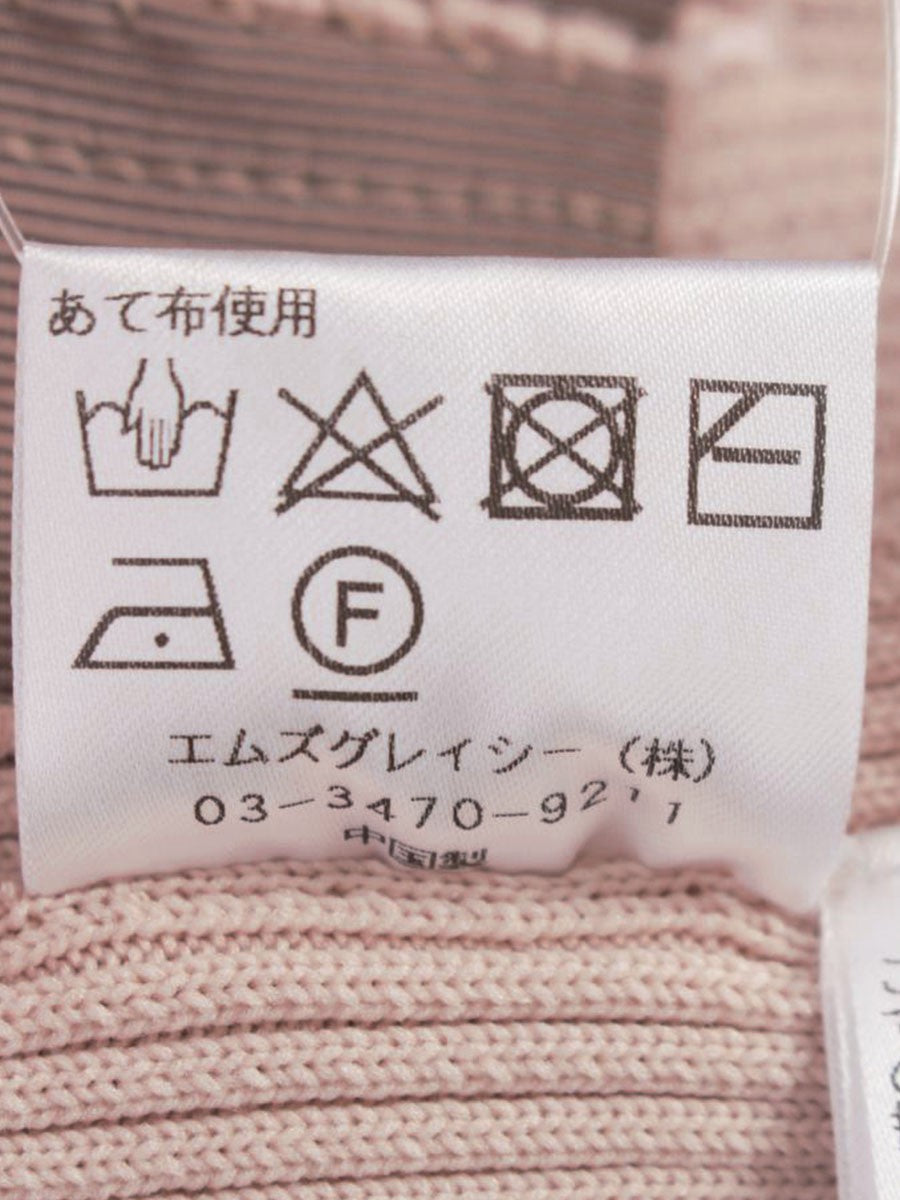 あて布使用
F
エムズグレイシー(株)
03-3470-9211
中国製